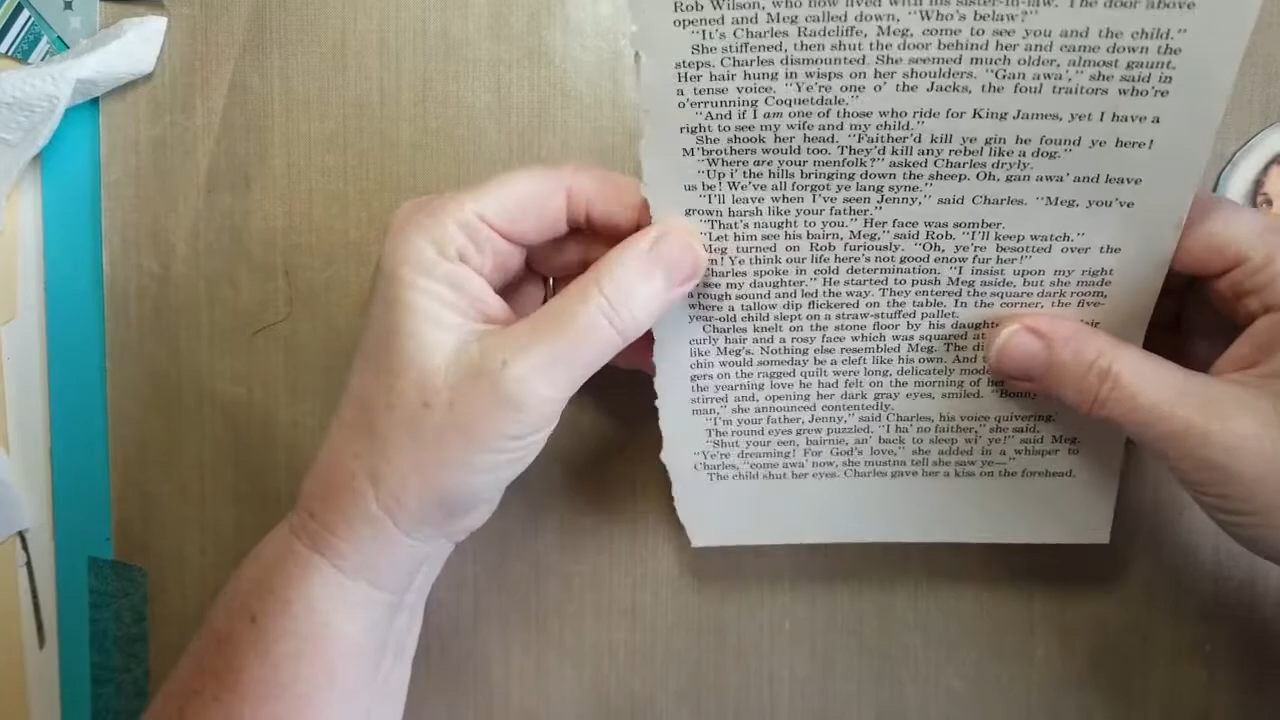 Rob Wilson, who now lived with his sister-in-law. The door above
opened and Meg called down, "Who's belaw?"
"It's Charles Radcliffe, Meg, come to see you and the child."
She stiffened, then shut the door behind her and came down the
steps. Charles dismounted. She seemed much older, almost gaunt.
Her hair hung in wisps on her shoulders. "Gan awa'," she said in
a tense voice. "Ye're one o' the Jacks, the foul traitors who're
o'errunning Coquetdale."
"And if I am one of those who ride for King James, yet I have a
right to see my wife and my child."
She shook her head. "Faither'd kill ye gin he found ye here!
M'brothers would too. They'd kill any rebel like a dog."
"Where are your menfolk?" asked Charles dryly.
"Up i' the hills bringing down the sheep. Oh, gan awa' and leave
us be! We've all forgot ye lang syne."
"I'll leave when I've seen Jenny," said Charles. "Meg, you've
grown harsh like your father."
"That's naught to you." Her face was somber.
"Let him see his bairn, Meg," said Rob. "I'll keep watch."
Meg turned on Rob furiously. "Oh, ye're besotted over the
! Ye think our life here's not good enow fur her!"
Charles spoke in cold determination. "I insist upon my right
see my daughter." He started to push Meg aside, but she made
a rough sound and led the way. They entered the square dark room,
where a tallow dip flickered on the table. In the corner, the five-
year-old child slept on a straw-stuffed pallet.
Charles knelt on the stone floor by his
curly hair and a rosy face which was squared at
like Meg's. Nothing else resembled Meg. The
chin would someday be a cleft like his own. And
gers on the ragged quilt were long, delicately
the yearning love he had felt on the morning of
stirred and, opening her dark gray eyes, smiled. "Bonny
man," she announced contentedly.
"I'm your father, Jenny," said Charles, his voice quivering.
The round eyes grew puzzled. "I ha' no faither," she said.
"Shut your een, bairnie, an' back to sleep wi' ye!" said Meg.
"Ye're dreaming! For God's love," she added in a whisper to
Charles, "come awa' now, she mustna tell she saw ye—"
The child shut her eyes. Charles gave her a kiss on the forehead.